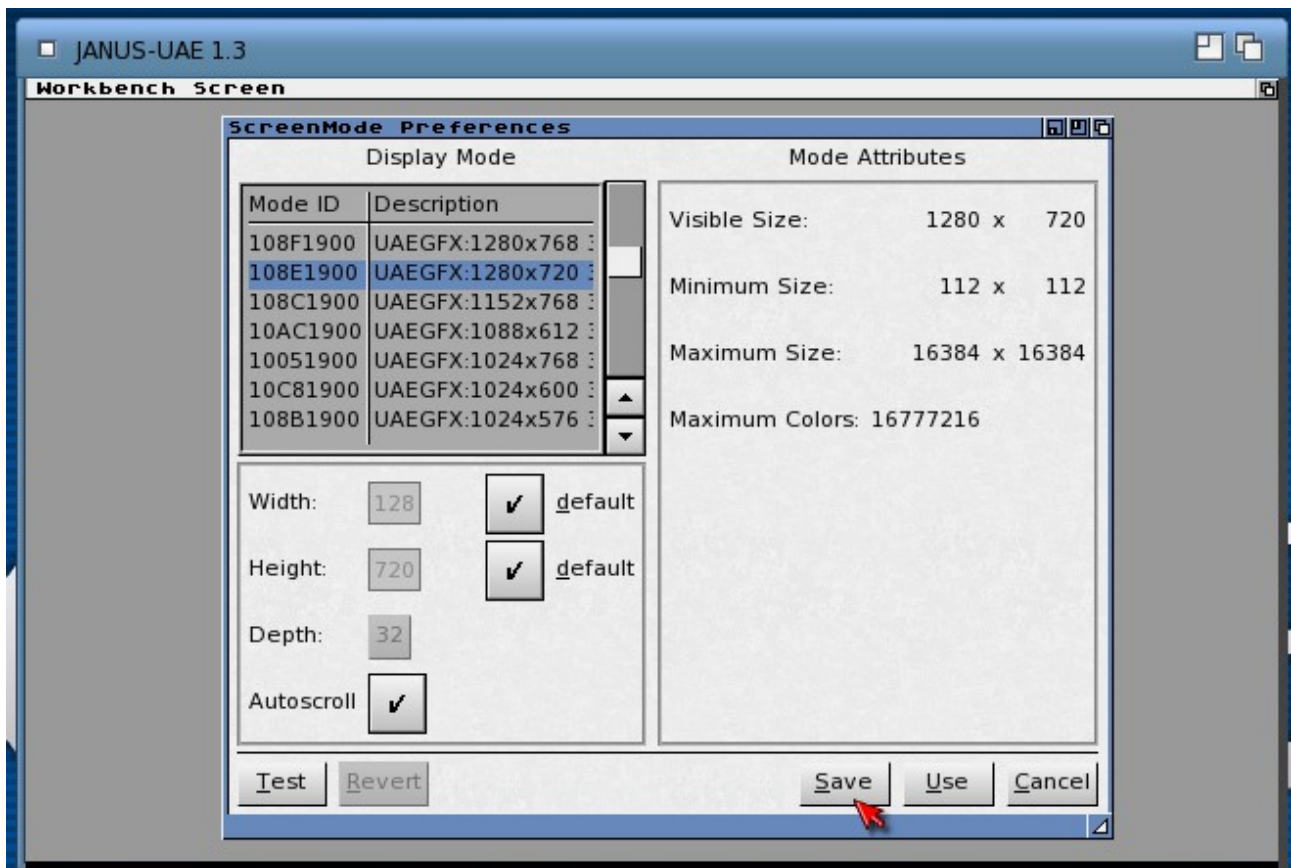 JANUS-UAE 1.3
Workbench Screen
ScreenMode Preferences
Display Mode
Mode ID Description
108F1900 UAEGFX:1280x768
108E1900 UAEGFX:1280x720
108C1900 UAEGFX:1152x768
10AC1900 UAEGFX:1088x612
10051900 UAEGFX:1024x768
10C81900 UAEGFX:1024x600
108B1900 UAEGFX:1024x576
Width: 128 default
Height: 720 default
Depth: 32
Autoscroll
Mode Attributes
Visible Size: 1280 x 720
Minimum Size: 112 x 112
Maximum Size: 16384 x 16384
Maximum Colors: 16777216
Test Revert Save Use Cancel